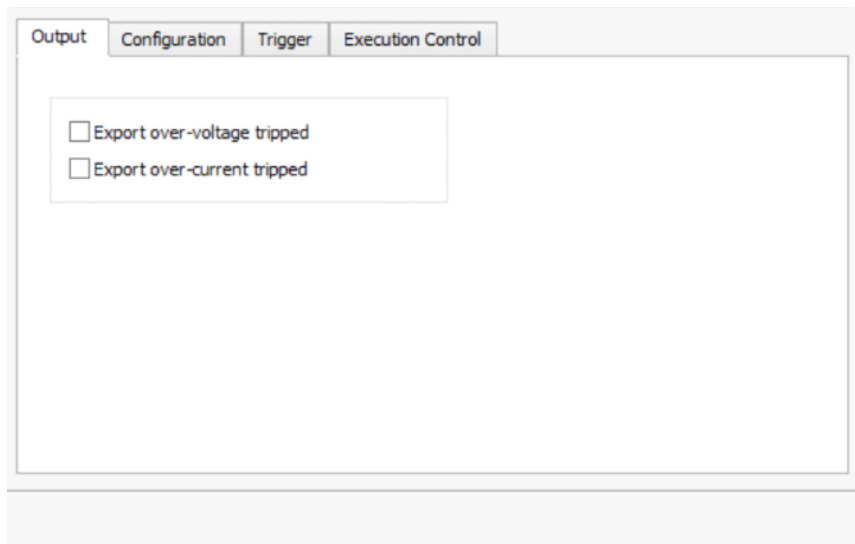 Output Configuration Trigger Execution Control
Export over-voltage tripped
Export over-current tripped